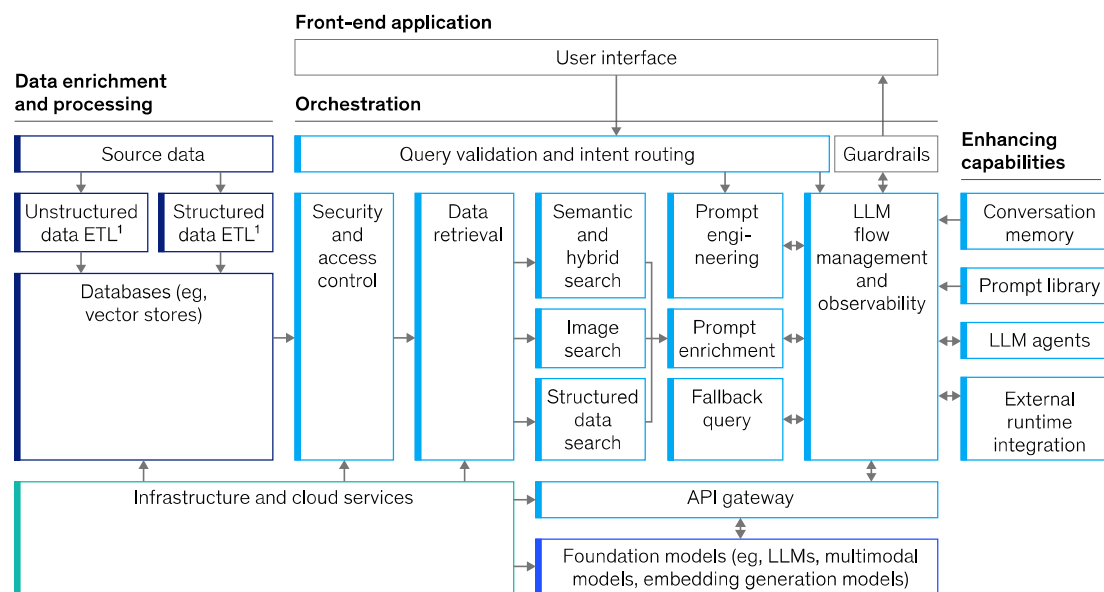 Front-end application
User interface
Data enrichment
and processing
Orchestration
Source data
Query validation and intent routing
Guardrails
Enhancing
capabilities
Unstructured
data ETL¹
Structured
data ETL¹
Databases (eg,
vector stores)
Security
and
access
control
Data
retrieval
Semantic
and
hybrid
search
Image
search
Structured
data
search
Prompt
engi-
neering
Prompt
enrichment
Fallback
query
LLM
flow
management
and
observability
Conversation
memory
Prompt library
LLM agents
External
runtime
integration
Infrastructure and cloud services
API gateway
Foundation models (eg, LLMs, multimodal
models, embedding generation models)